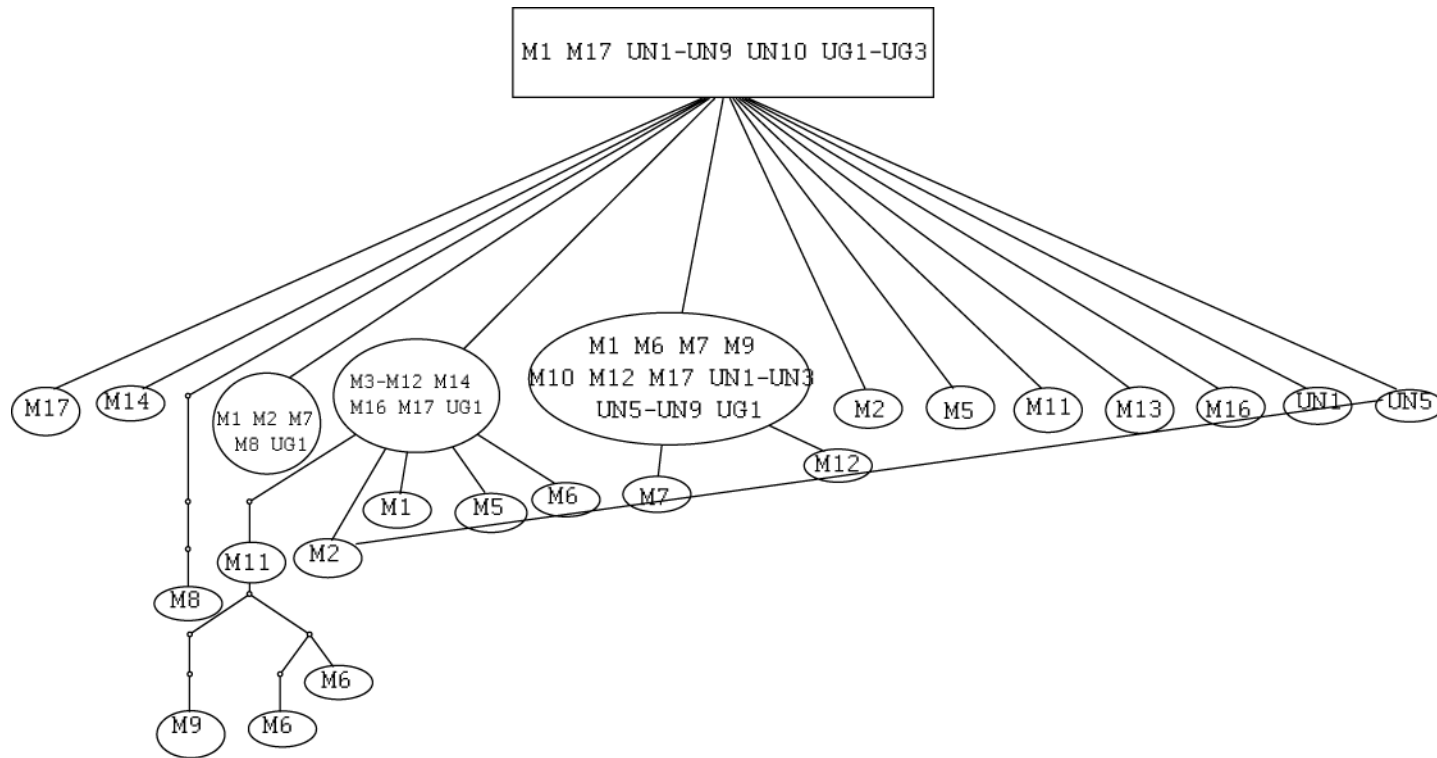 M1 M17 UN1-UN9 UN10 UG1-UG3
M17
M14
M1 M2 M7
M8 UG1
M3-M12 M14
M16 M17 UG1
M1 M6 M7 M9
M10 M12 M17 UN1-UN3
UN5-UN9 UG1
M2
M5
M11
M13
M16
UN1
UN5
M12
M7
M6
M5
M1
M2
M11
M8
M6
M9
M6